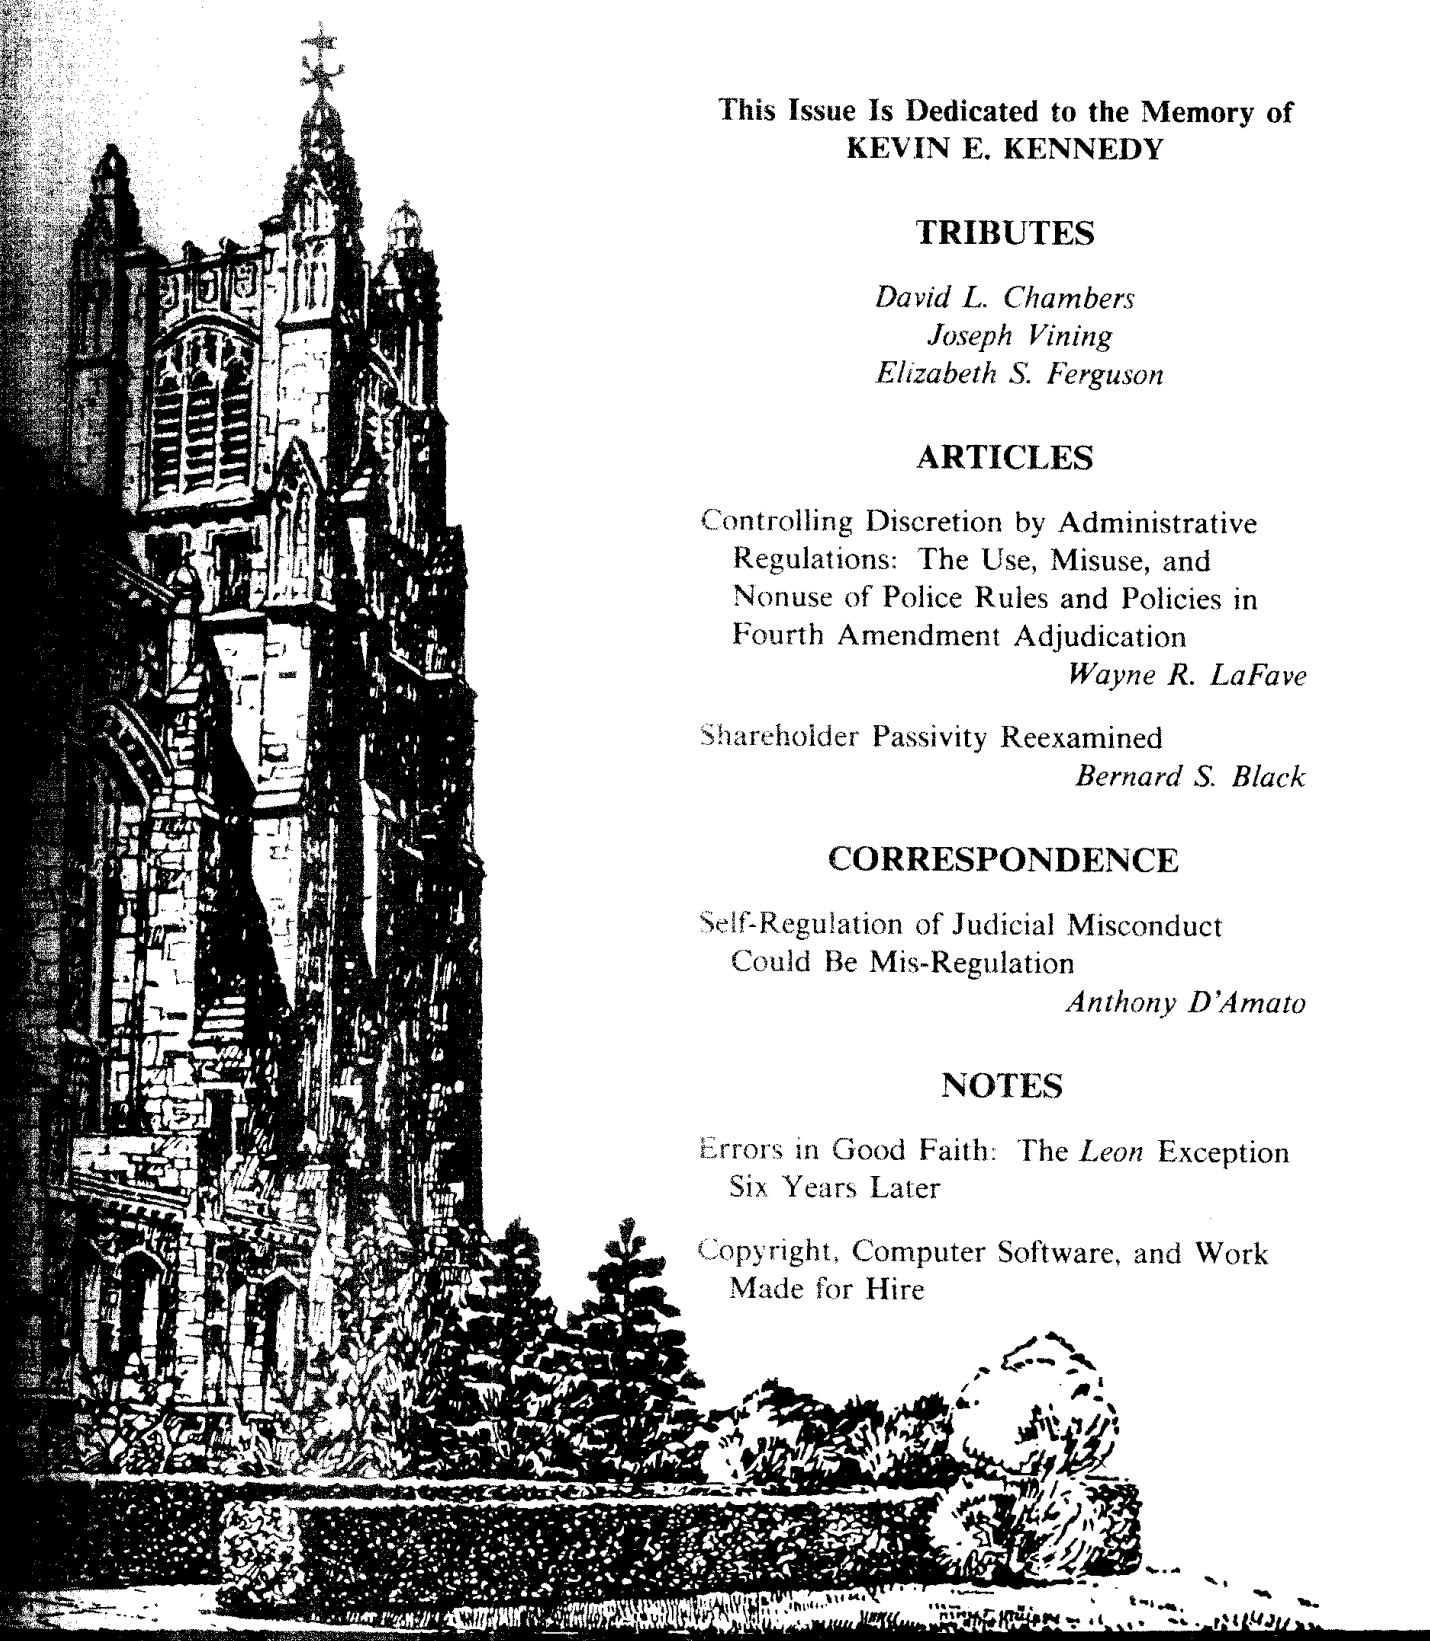 This Issue Is Dedicated to the Memory of
KEVIN E. KENNEDY
TRIBUTES
David L. Chambers
Joseph Vining
Elizabeth S. Ferguson
ARTICLES
Controlling Discretion by Administrative
Regulations: The Use, Misuse, and
Nonuse of Police Rules and Policies in
Fourth Amendment Adjudication
Wayne R. LaFave
Shareholder Passivity Reexamined
Bernard S. Black
CORRESPONDENCE
Self-Regulation of Judicial Misconduct
Could Be Mis-Regulation
Anthony D'Amato
NOTES
Errors in Good Faith: The Leon Exception
Six Years Later
Copyright, Computer Software, and Work
Made for Hire